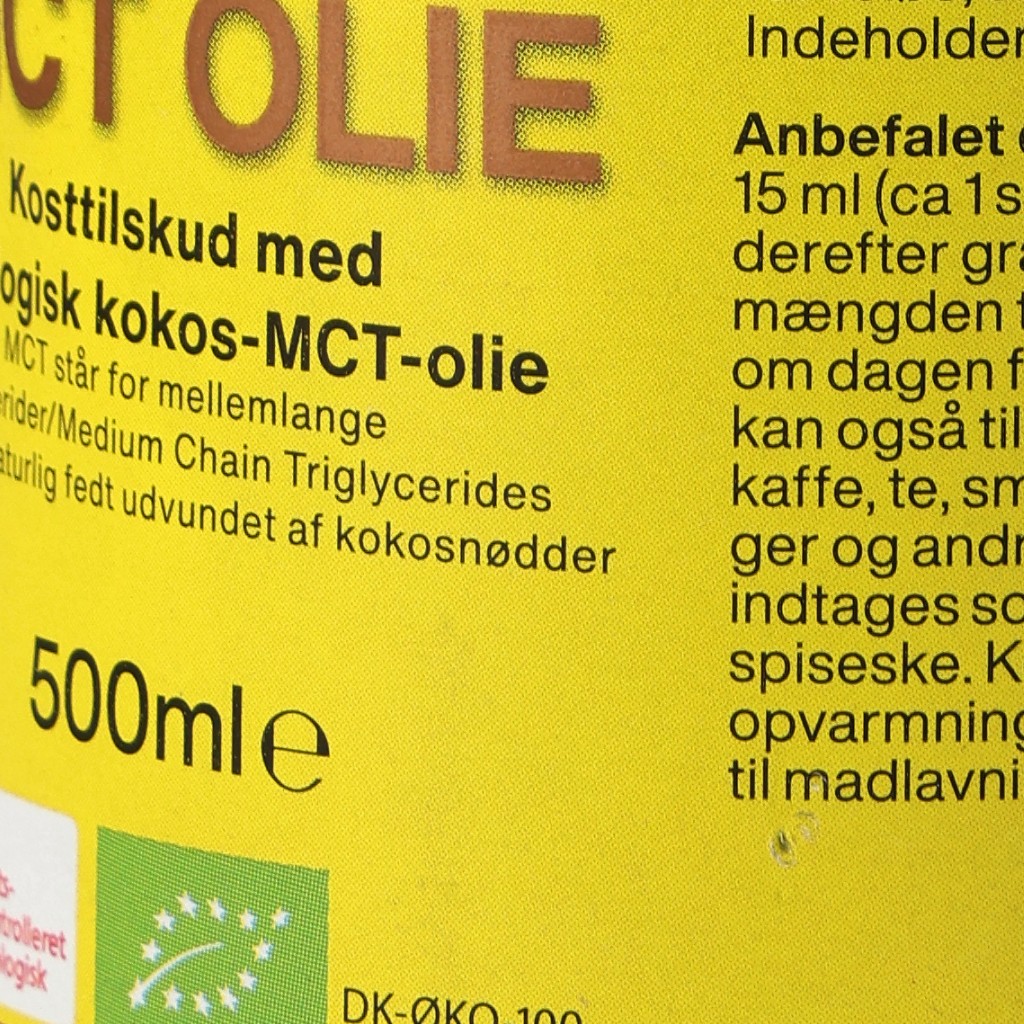 CT OLIE
Kosttilskud med
ogisk kokos-MCT-olie
MCT står for mellemlange
erider/Medium Chain Triglycerides
aturlig fedt udvundet af kokosnødder
500ml e
trolleret
logisk
DK-ØKO-100
Indeholder
Anbefalet
15 ml (ca 1 s
derefter gra
mængden
om dagen f
kan også til
kaffe, te, sm
ger og andr
indtages so
spiseske. K
opvarmning
til madlavni